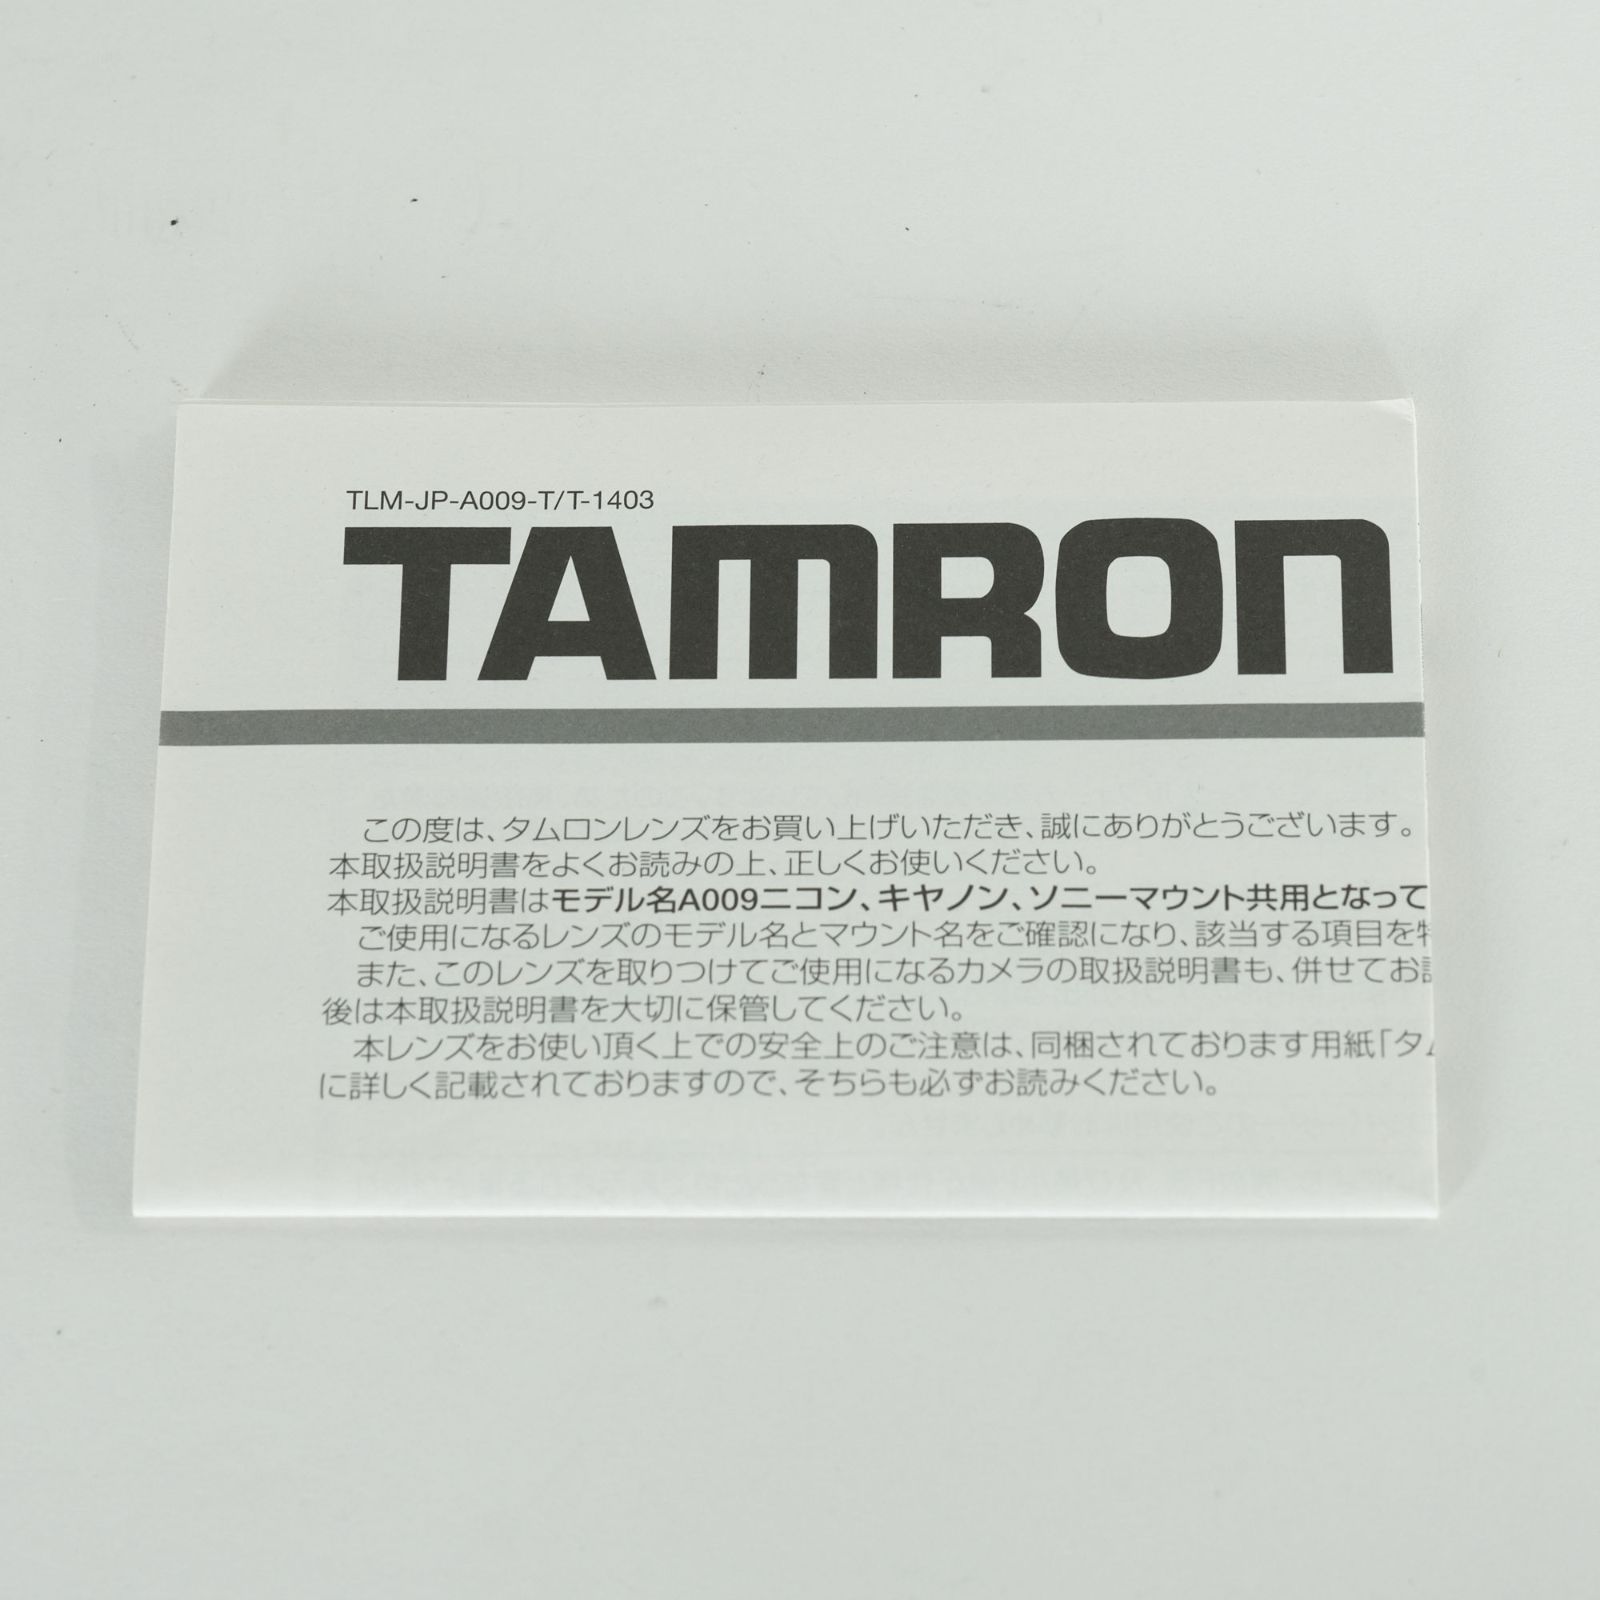 TLM-JP-A009-T/T-1403
TAMRON
この度は、タムロンレンズをお買い上げいただき、誠にありがとうございます。
本取扱説明書をよくお読みの上、正しくお使いください。
本取扱説明書はモデル名A009ニコン、キヤノン、ソニーマウント共用となって
ご使用になるレンズのモデル名とマウント名をご確認になり、該当する項目を
また、このレンズを取りつけてご使用になるカメラの取扱説明書も、併せてお
後は本取扱説明書を大切に保管してください。
本レンズをお使い頂く上での安全上のご注意は、同梱されております用紙「タ
に詳しく記載されておりますので、そちらも必ずお読みください。